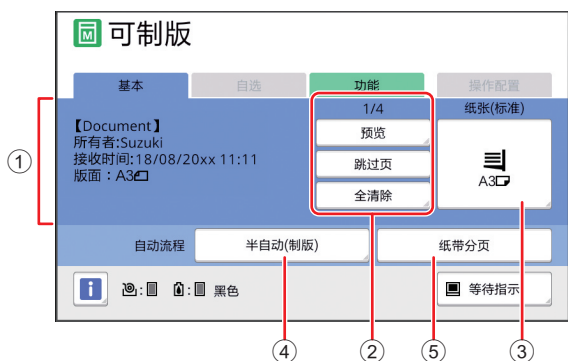 可制版
基本 自选 功能 操作配置
1/4 纸张(标准)
【Document】
所有者:Suzuki
接收时间:18/08/20xx 11:11
版面：A3
预览
跳过页
全清除
A3
自动流程 半自动(制版) 纸带分页
黑色 等待指示
① ② ③ ④ ⑤